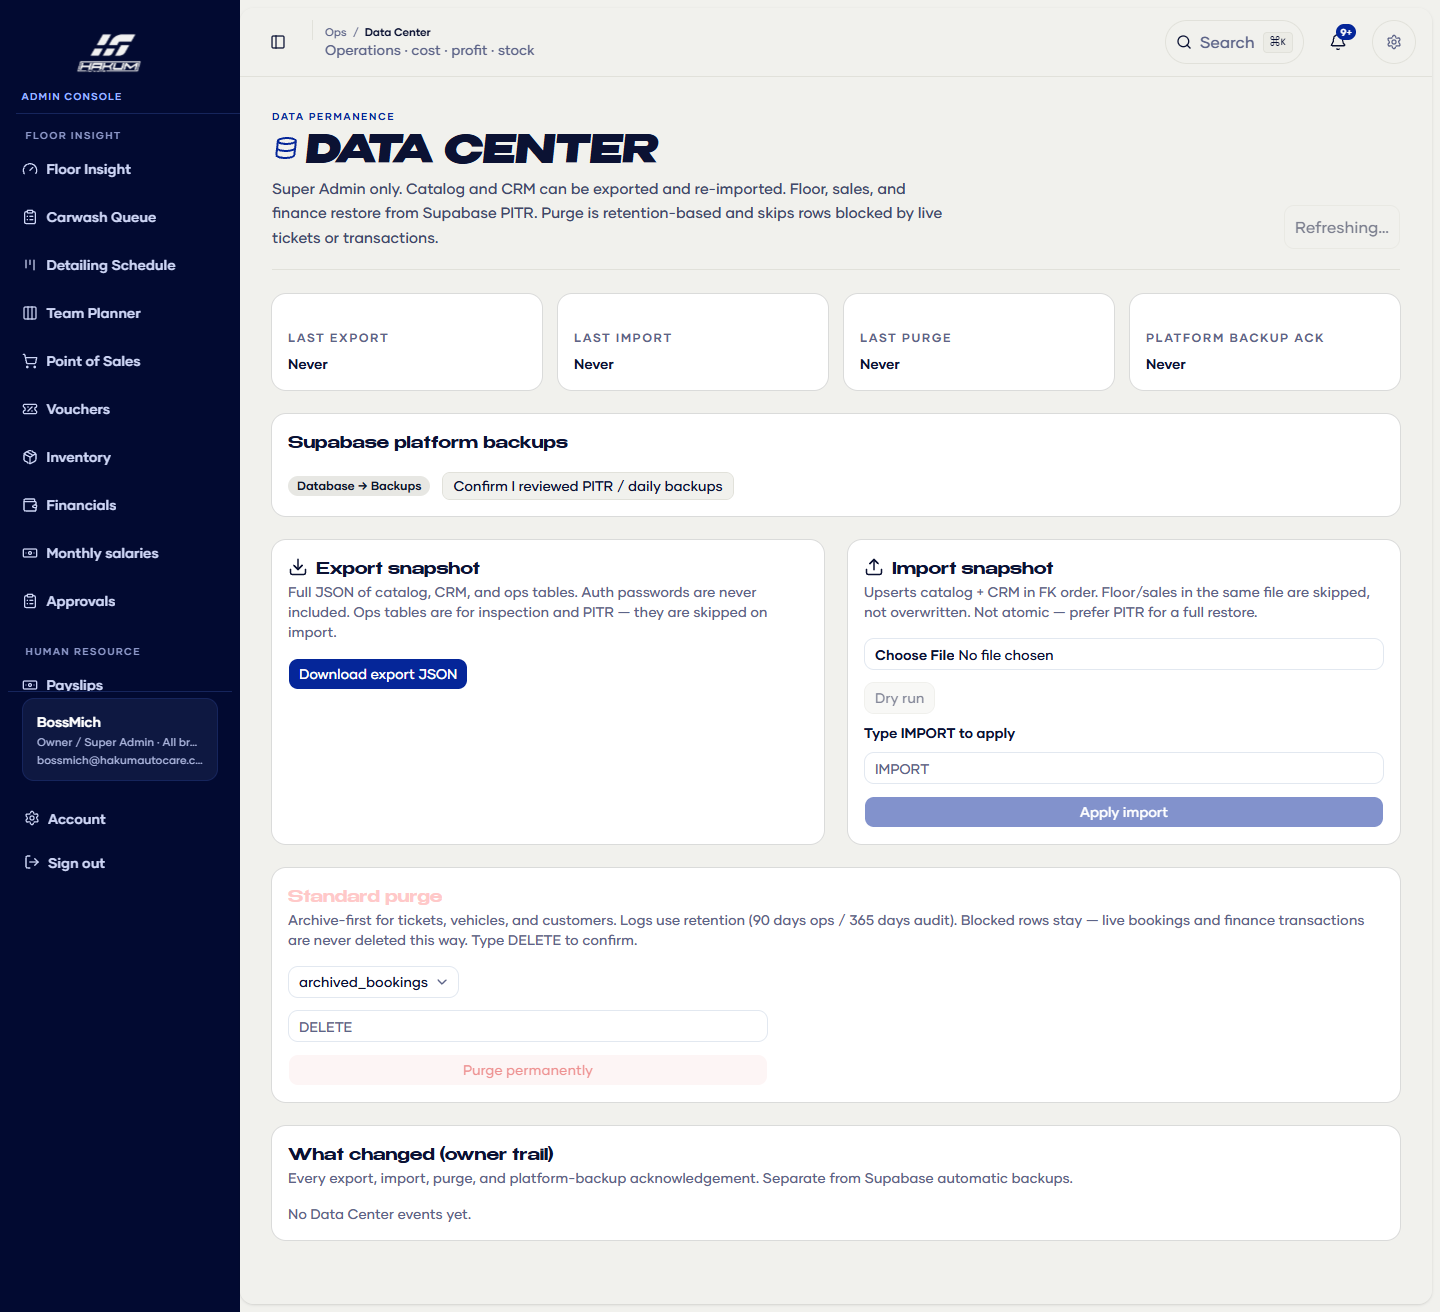 HAKUM
ADMIN CONSOLE
FLOOR INSIGHT
Floor Insight
Carwash Queue
Detailing Schedule
Team Planner
Point of Sales
Vouchers
Inventory
Financials
Monthly salaries
Approvals
HUMAN RESOURCE
Payslips
BossMich
Owner / Super Admin · All br...
bossmich@hakumautocare.c...
Account
Sign out
Ops / Data Center
Operations · cost · profit · stock
Search ⌘K
9+
DATA PERMANENCE
DATA CENTER
Super Admin only. Catalog and CRM can be exported and re-imported. Floor, sales, and
finance restore from Supabase PITR. Purge is retention-based and skips rows blocked by live
tickets or transactions.
Refreshing...
LAST EXPORT
Never
LAST IMPORT
Never
LAST PURGE
Never
PLATFORM BACKUP ACK
Never
Supabase platform backups
Database → Backups
Confirm I reviewed PITR / daily backups
Export snapshot
Full JSON of catalog, CRM, and ops tables. Auth passwords are never
included. Ops tables are for inspection and PITR — they are skipped on
import.
Download export JSON
Import snapshot
Upserts catalog + CRM in FK order. Floor/sales in the same file are skipped,
not overwritten. Not atomic — prefer PITR for a full restore.
Choose File No file chosen
Dry run
Type IMPORT to apply
IMPORT
Apply import
Standard purge
Archive-first for tickets, vehicles, and customers. Logs use retention (90 days ops / 365 days audit). Blocked rows stay — live bookings and finance transactions
are never deleted this way. Type DELETE to confirm.
archived_bookings
DELETE
Purge permanently
What changed (owner trail)
Every export, import, purge, and platform-backup acknowledgement. Separate from Supabase automatic backups.
No Data Center events yet.